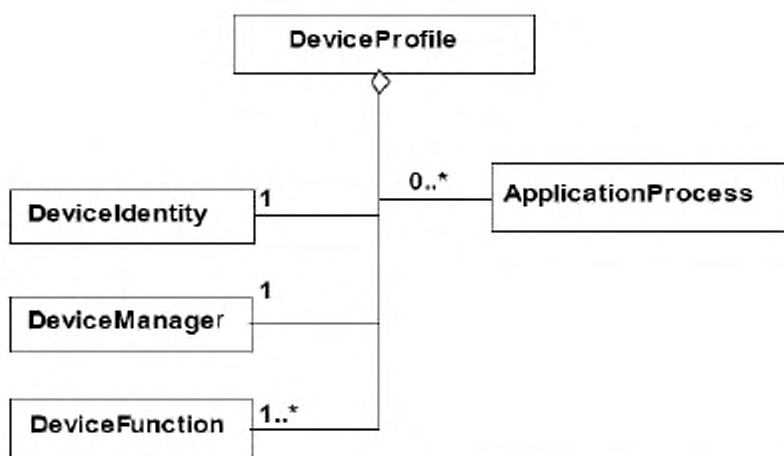 DeviceProfile
0..*
ApplicationProcess
DeviceIdentity
1
DeviceManager
1
DeviceFunction
1..*